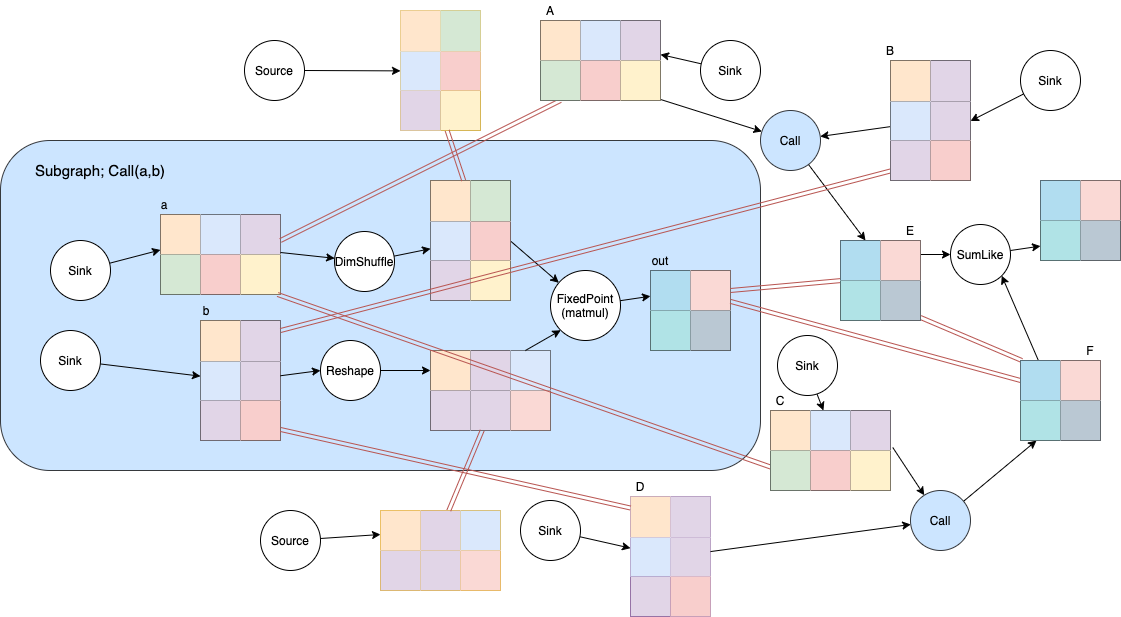 A
Source
Sink
B
Sink
Call
Subgraph; Call(a,b)
a
Sink
DimShuffle
E
SumLike
out
FixedPoint
(matmul)
b
Sink
Reshape
Sink
F
C
D
Source
Sink
Call